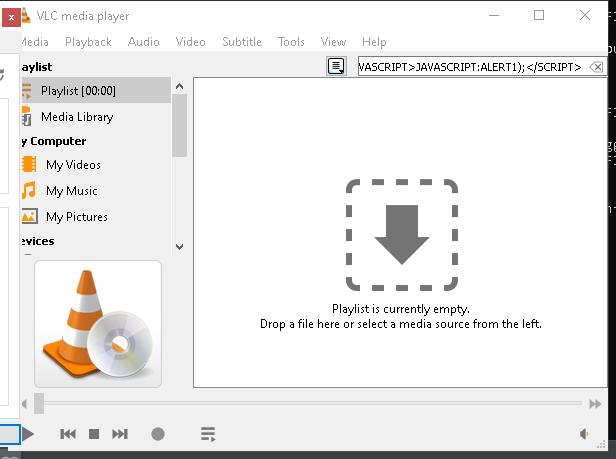 VLC media player
Media Playback Audio Video Subtitle Tools View Help
aylist
VASCRIPT>JAVASCRIPT;ALERT1);</SCRIPT>
Playlist [00:00]
Media Library
y Computer
My Videos
My Music
My Pictures
evices
Playlist is currently empty.
Drop a file here or select a media source from the left.